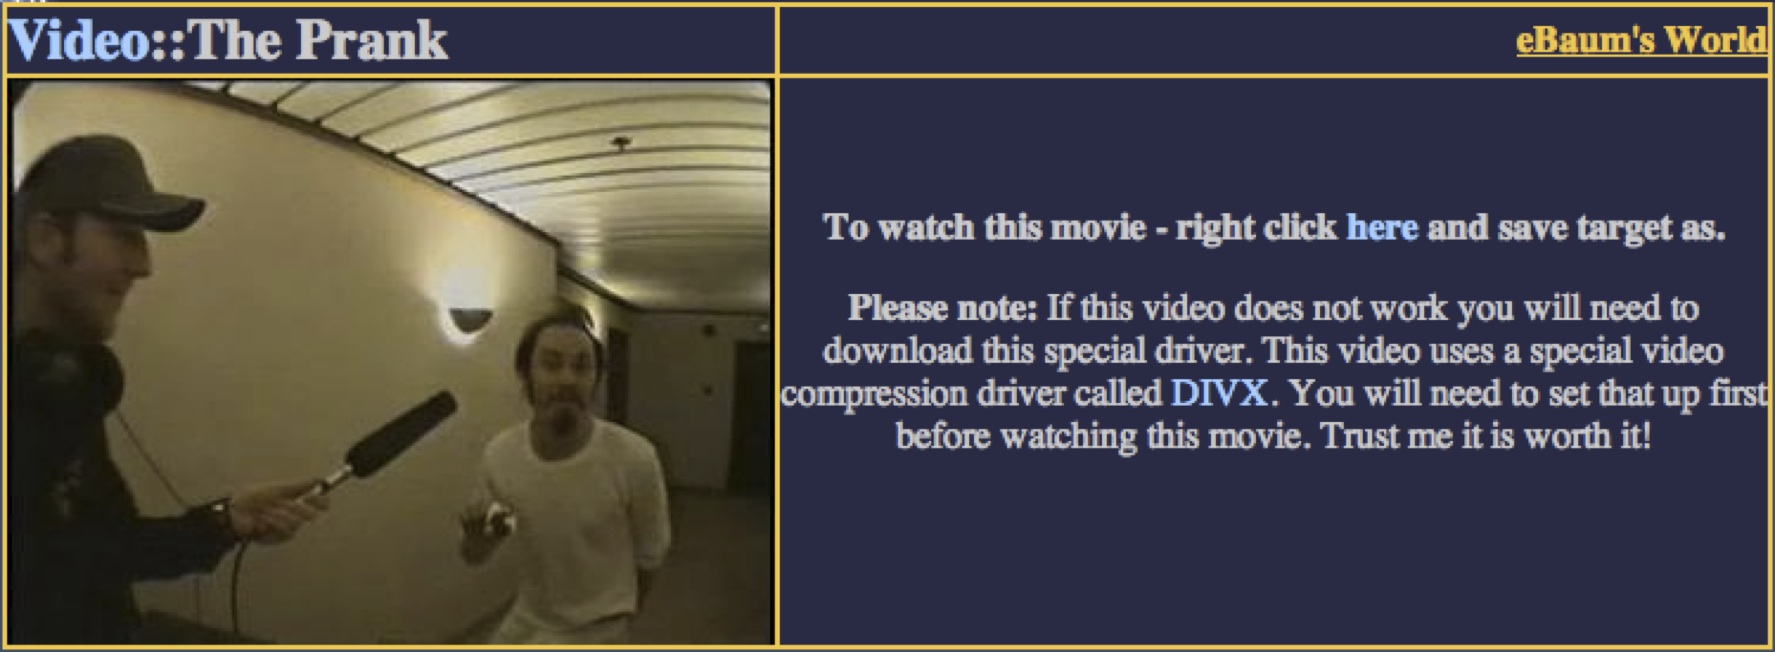 Video::The Prank
eBaum's World
To watch this movie - right click here and save target as.
Please note: If this video does not work you will need to
download this special driver. This video uses a special video
compression driver called DIVX. You will need to set that up first
before watching this movie. Trust me it is worth it!